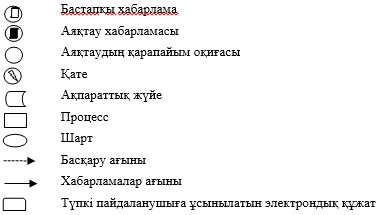 Бастапқы хабарлама
Аяқтау хабарламасы
Аяқтаудың қарапайым оқиғасы
Қате
Ақпараттық жүйе
Процесс
Шарт
Басқару ағыны
Хабарламалар ағыны
Түпкі пайдаланушыға ұсынылатын электрондық құжат